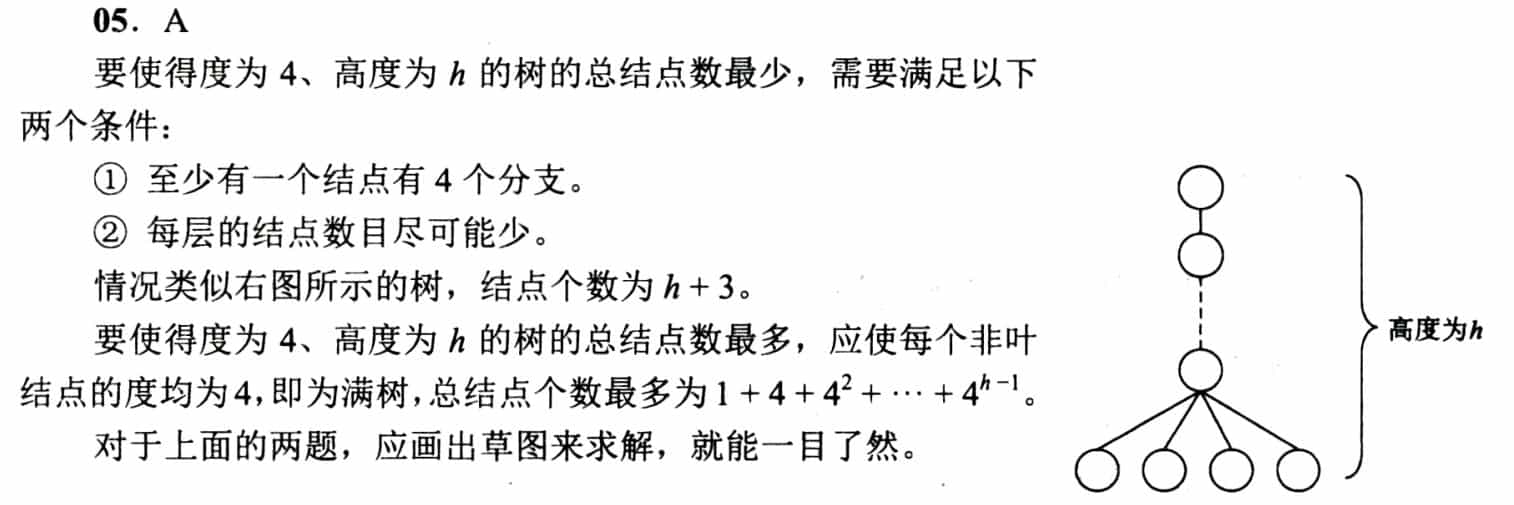 05. A
要使得度为 4、高度为 h 的树的总结点数最少，需要满足以下
两个条件：
① 至少有一个结点有 4 个分支。
② 每层的结点数目尽可能少。
情况类似右图所示的树，结点个数为 h + 3。
要使得度为 4、高度为 h 的树的总结点数最多，应使每个非叶
结点的度均为4，即为满树，总结点个数最多为 1 + 4 + 4² + ⋯ + 4ʰ⁻¹。
对于上面的两题，应画出草图来求解，就能一目了然。
高度为h